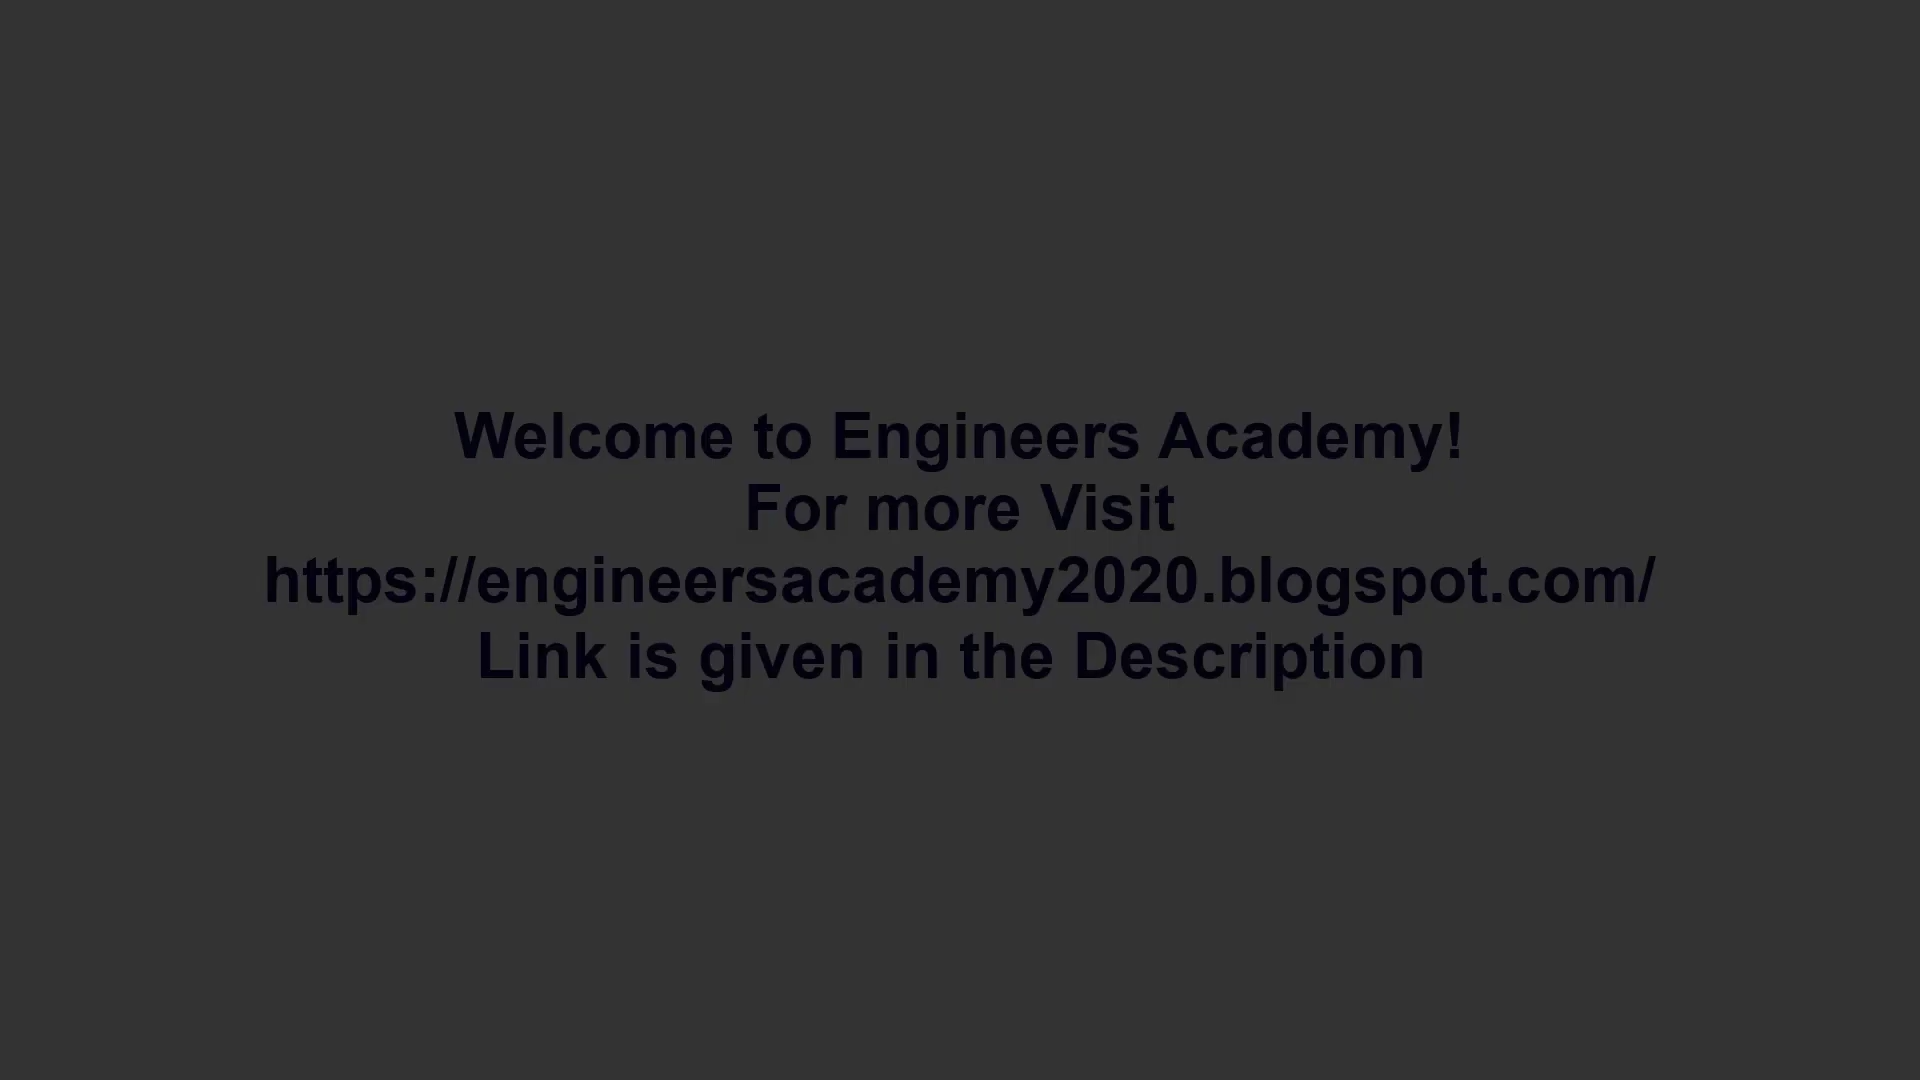 Welcome to Engineers Academy!
For more Visit
https://engineersacademy2020.blogspot.com/
Link is given in the Description